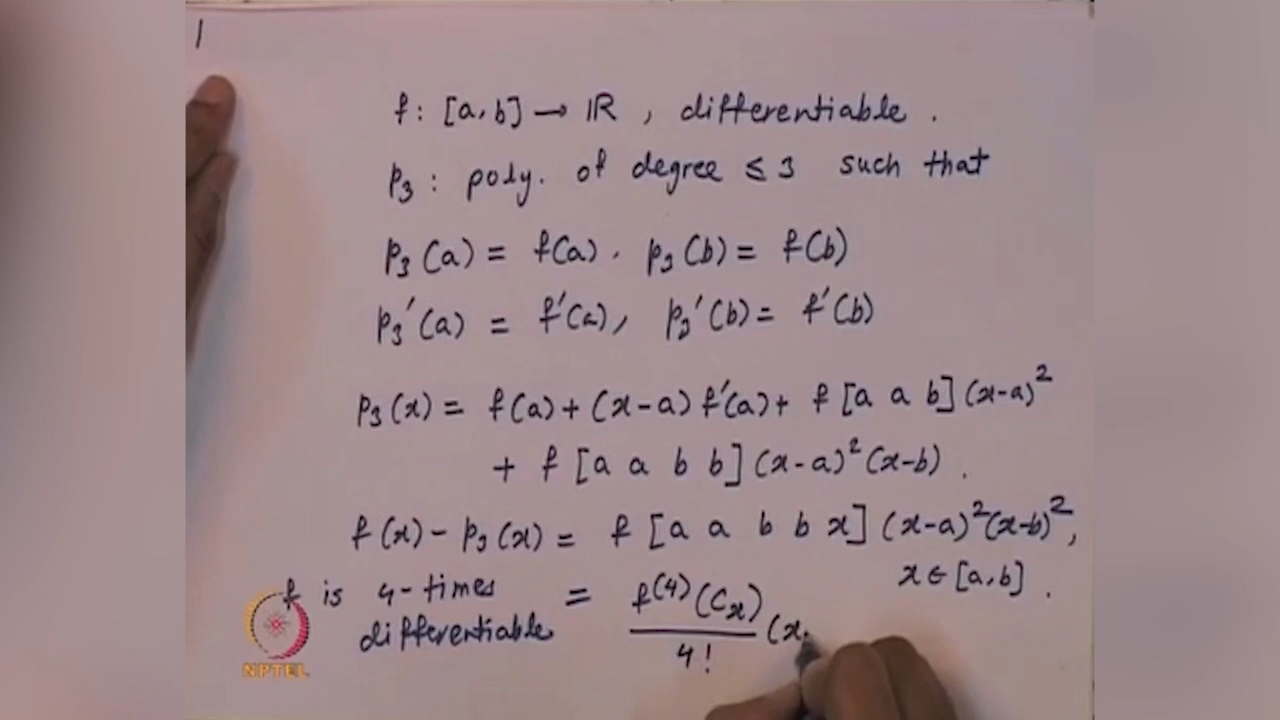 1
f : [a, b] → ℝ , differentiable .
p₃ : poly. of degree ≤ 3 such that
p₃(a) = f(a) . p₃(b) = f(b)
p₃′(a) = f′(a), p₃′(b) = f′(b)
p₃(x) = f(a) + (x-a) f′(a) + f [a a b] (x-a)²
+ f [a a b b] (x-a)² (x-b) .
f(x) - p₃(x) = f [a a b b x] (x-a)²(x-b)²,
x ∈ [a, b] .
f is 4-times differentiable = f⁽⁴⁾(cₓ) / 4! (x-
NPTEL